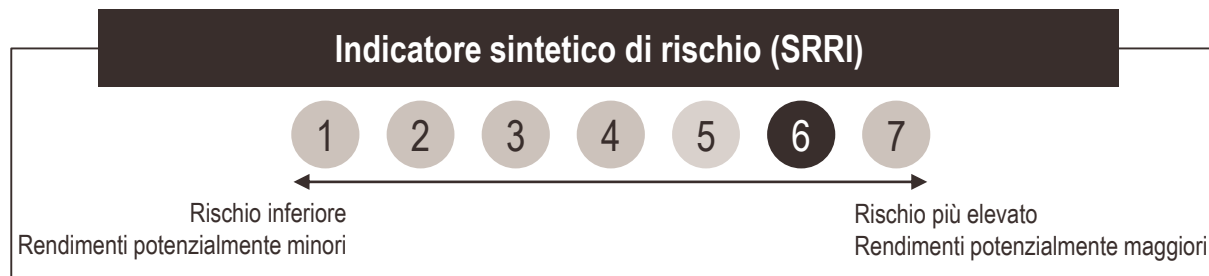 Indicatore sintetico di rischio (SRRI)
1 2 3 4 5 6 7
Rischio inferiore
Rendimenti potenzialmente minori
Rischio più elevato
Rendimenti potenzialmente maggiori